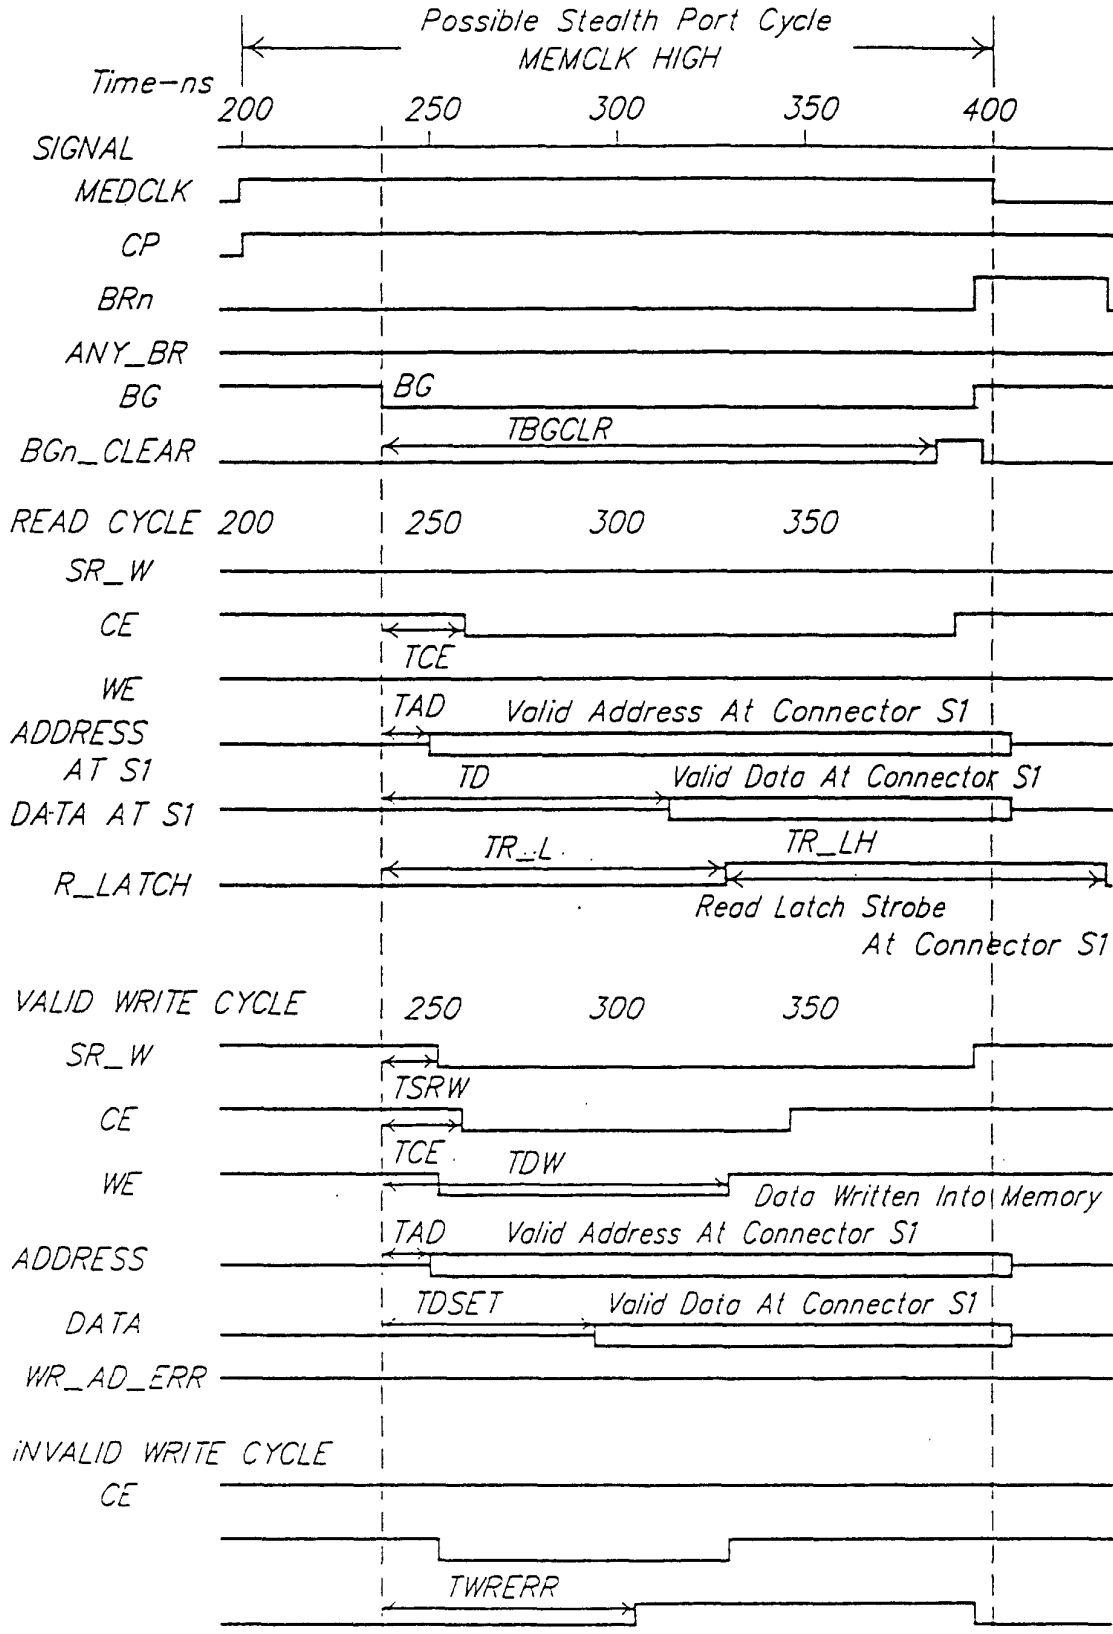 Possible Stealth Port Cycle
MEMCLK HIGH
Time-ns
200 250 300 350 400
SIGNAL
MEDCLK
CP
BRn
ANY_BR
BG BG
TBGCLR
BGn_CLEAR
READ CYCLE 200 250 300 350
SR_W
CE
TCE
WE
TAD Valid Address At Connector S1
ADDRESS
AT S1
TD Valid Data At Connector S1
DATA AT S1
TR_L TR_LH
R_LATCH
Read Latch Strobe
At Connector S1
VALID WRITE CYCLE 250 300 350
SR_W
TSRW
CE
TCE TDW
WE
Data Written Into Memory
TAD Valid Address At Connector S1
ADDRESS
TDSET Valid Data At Connector S1
DATA
WR_AD_ERR
iNVALID WRITE CYCLE
CE
TWRERR